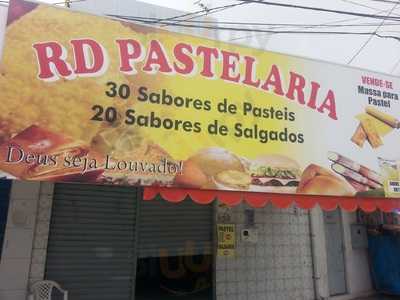 RD PASTELARIA
30 Sabores de Pasteis
20 Sabores de Salgados
Deus seja Louvado!
VENDE-SE
Massa para
Pastel
PASTEL